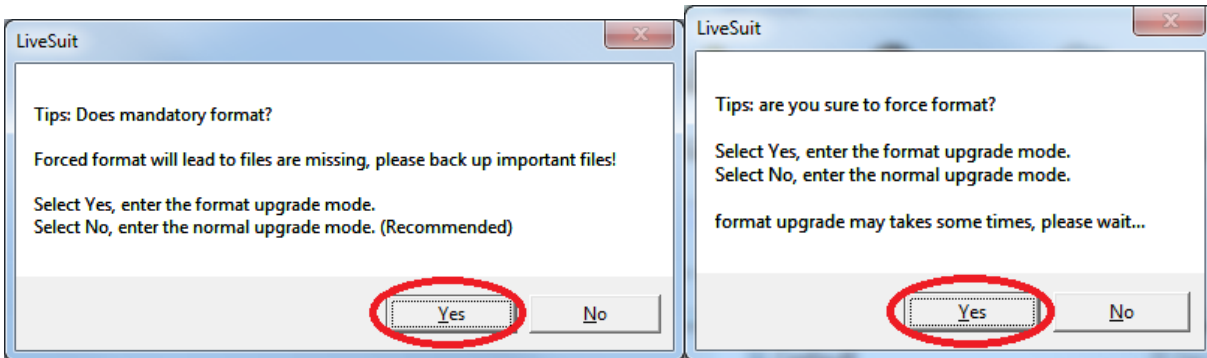 LiveSuit
Tips: Does mandatory format?
Forced format will lead to files are missing, please back up important files!
Select Yes, enter the format upgrade mode.
Select No, enter the normal upgrade mode. (Recommended)
Yes
No
LiveSuit
Tips: are you sure to force format?
Select Yes, enter the format upgrade mode.
Select No, enter the normal upgrade mode.
format upgrade may takes some times, please wait...
Yes
No